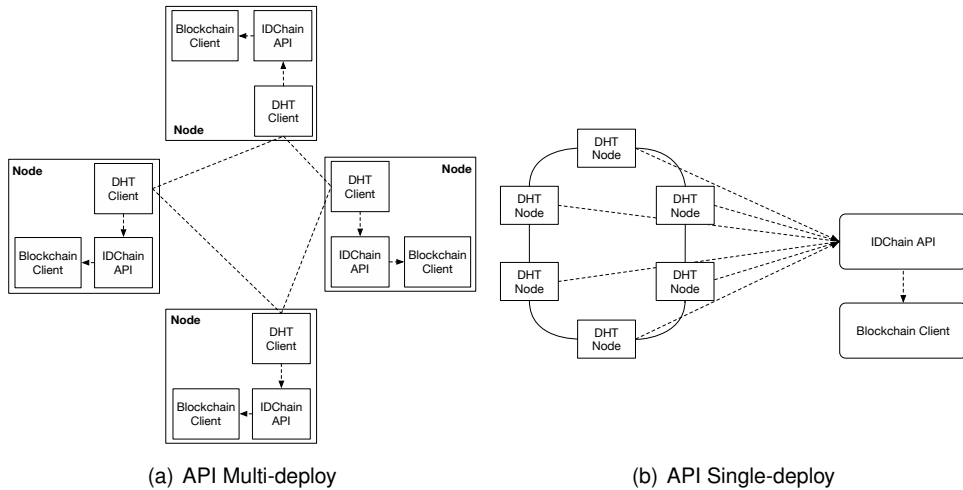 Blockchain
Client
IDChain
API
DHT
Client
Node
Node
DHT
Client
Blockchain
Client
IDChain
API
Node
DHT
Client
IDChain
API
Blockchain
Client
Node
DHT
Client
Blockchain
Client
IDChain
API
(a) API Multi-deploy
DHT
Node
DHT
Node
DHT
Node
DHT
Node
DHT
Node
DHT
Node
IDChain API
Blockchain Client
(b) API Single-deploy